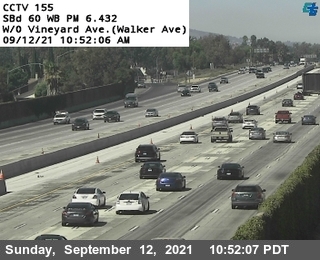 CCTV 155
SBd 60 WB PM 6.432
W/O Vineyard Ave.(Walker Ave)
09/12/21 10:52:06 AM
Sunday, September 12, 2021 10:52:07 PDT